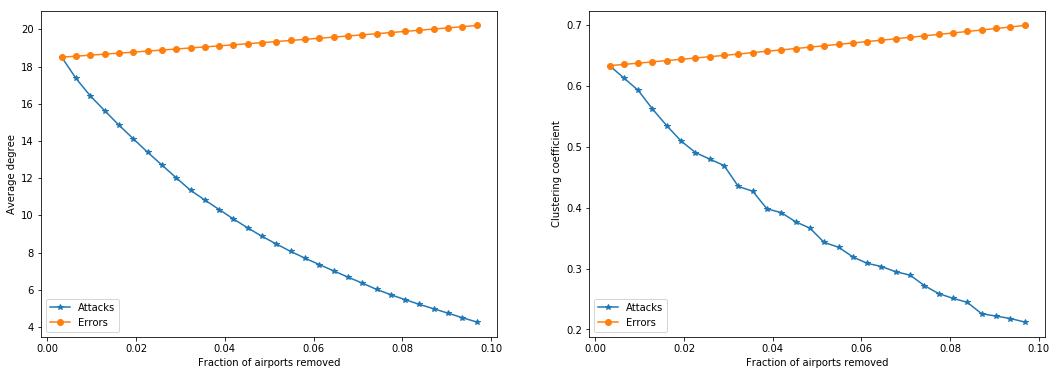 20
18
16
14
12
10
8
6
4
Average degree
Attacks
Errors
0.00 0.02 0.04 0.06 0.08 0.10
Fraction of airports removed
0.7
0.6
0.5
0.4
0.3
0.2
Clustering coefficient
Attacks
Errors
0.00 0.02 0.04 0.06 0.08 0.10
Fraction of airports removed